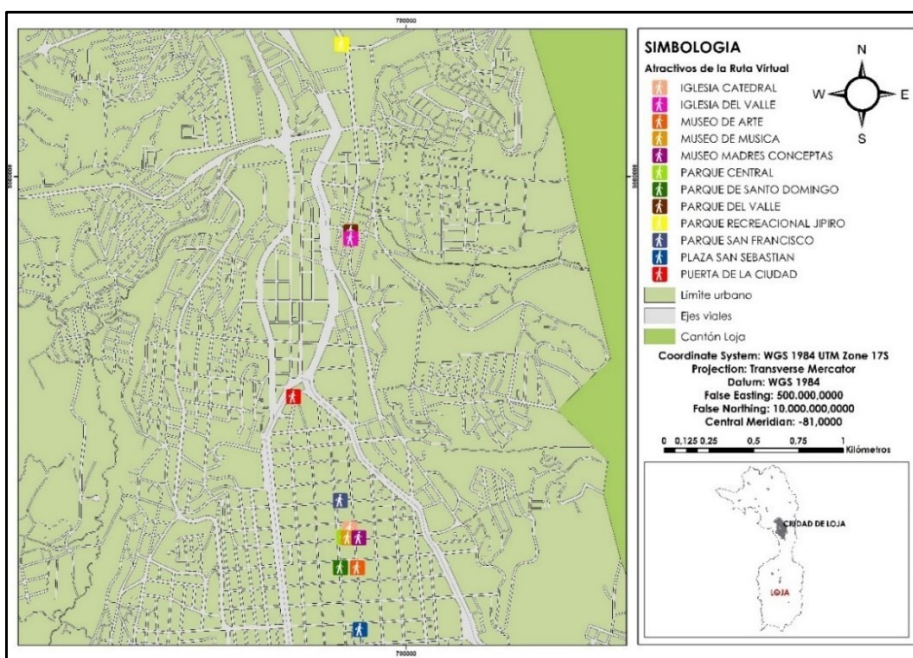 700000
SIMBOLOGIA
Atractivos de la Ruta Virtual
IGLESIA CATEDRAL
IGLESIA DEL VALLE
MUSEO DE ARTE
MUSEO DE MUSICA
MUSEO MADRES CONCEPTAS
PARQUE CENTRAL
PARQUE DE SANTO DOMINGO
PARQUE DEL VALLE
PARQUE RECREACIONAL JIPIRO
PARQUE SAN FRANCISCO
PLAZA SAN SEBASTIAN
PUERTA DE LA CIUDAD
Límite urbano
Ejes viales
Cantón Loja
N
W
E
S
Coordinate System: WGS 1984 UTM Zone 17S
Projection: Transverse Mercator
Datum: WGS 1984
False Easting: 500.000,0000
False Northing: 10.000.000,0000
Central Meridian: -81,0000
0 0,125 0,25 0,5 0,75 1
Kilómetros
CIUDAD DE LOJA
LOJA
700000